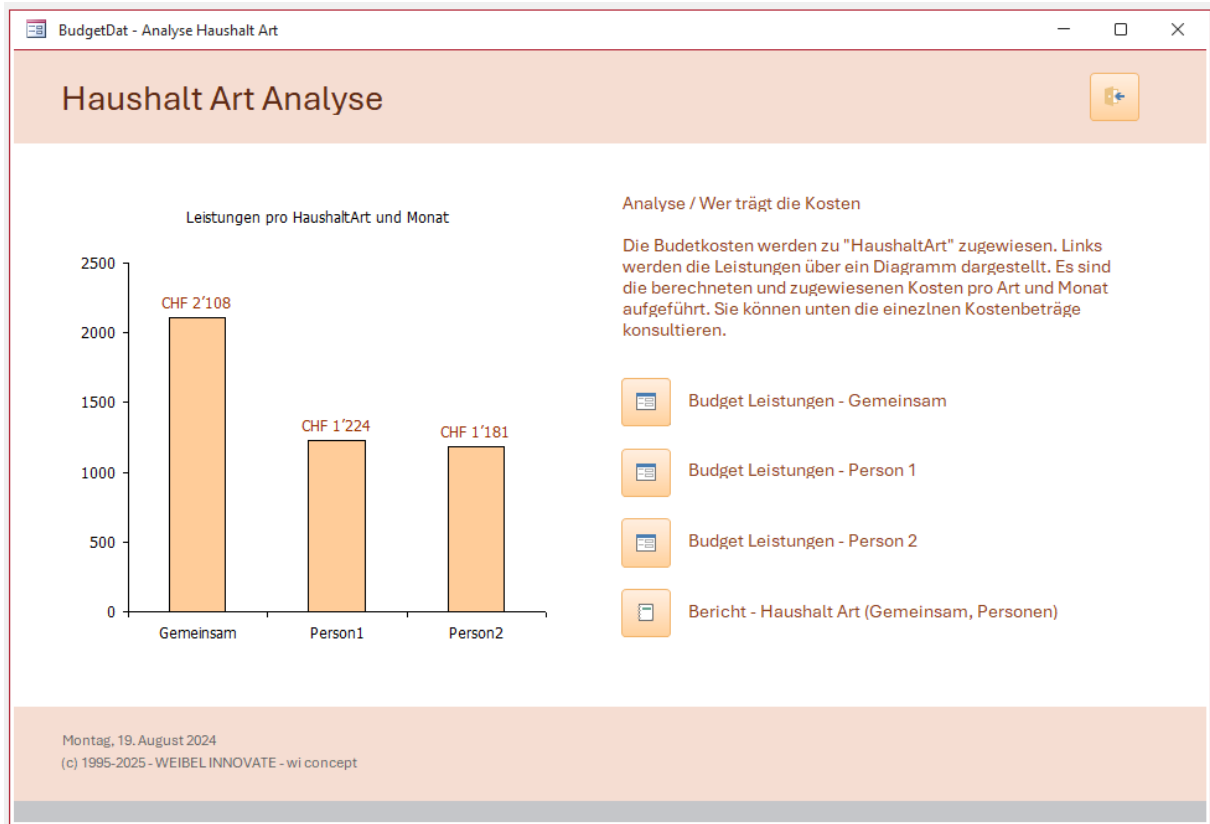 BudgetDat - Analyse Haushalt Art
Haushalt Art Analyse
Leistungen pro HaushaltArt und Monat
2500
2000
1500
1000
500
0
CHF 2’108
CHF 1’224
CHF 1’181
Gemeinsam
Person1
Person2
Analyse / Wer trägt die Kosten
Die Budetkosten werden zu "HaushaltArt" zugewiesen. Links
werden die Leistungen über ein Diagramm dargestellt. Es sind
die berechneten und zugewiesenen Kosten pro Art und Monat
aufgeführt. Sie können unten die einezlnen Kostenbeträge
konsultieren.
Budget Leistungen - Gemeinsam
Budget Leistungen - Person 1
Budget Leistungen - Person 2
Bericht - Haushalt Art (Gemeinsam, Personen)
Montag, 19. August 2024
(c) 1995-2025 - WEIBEL INNOVATE - wi concept